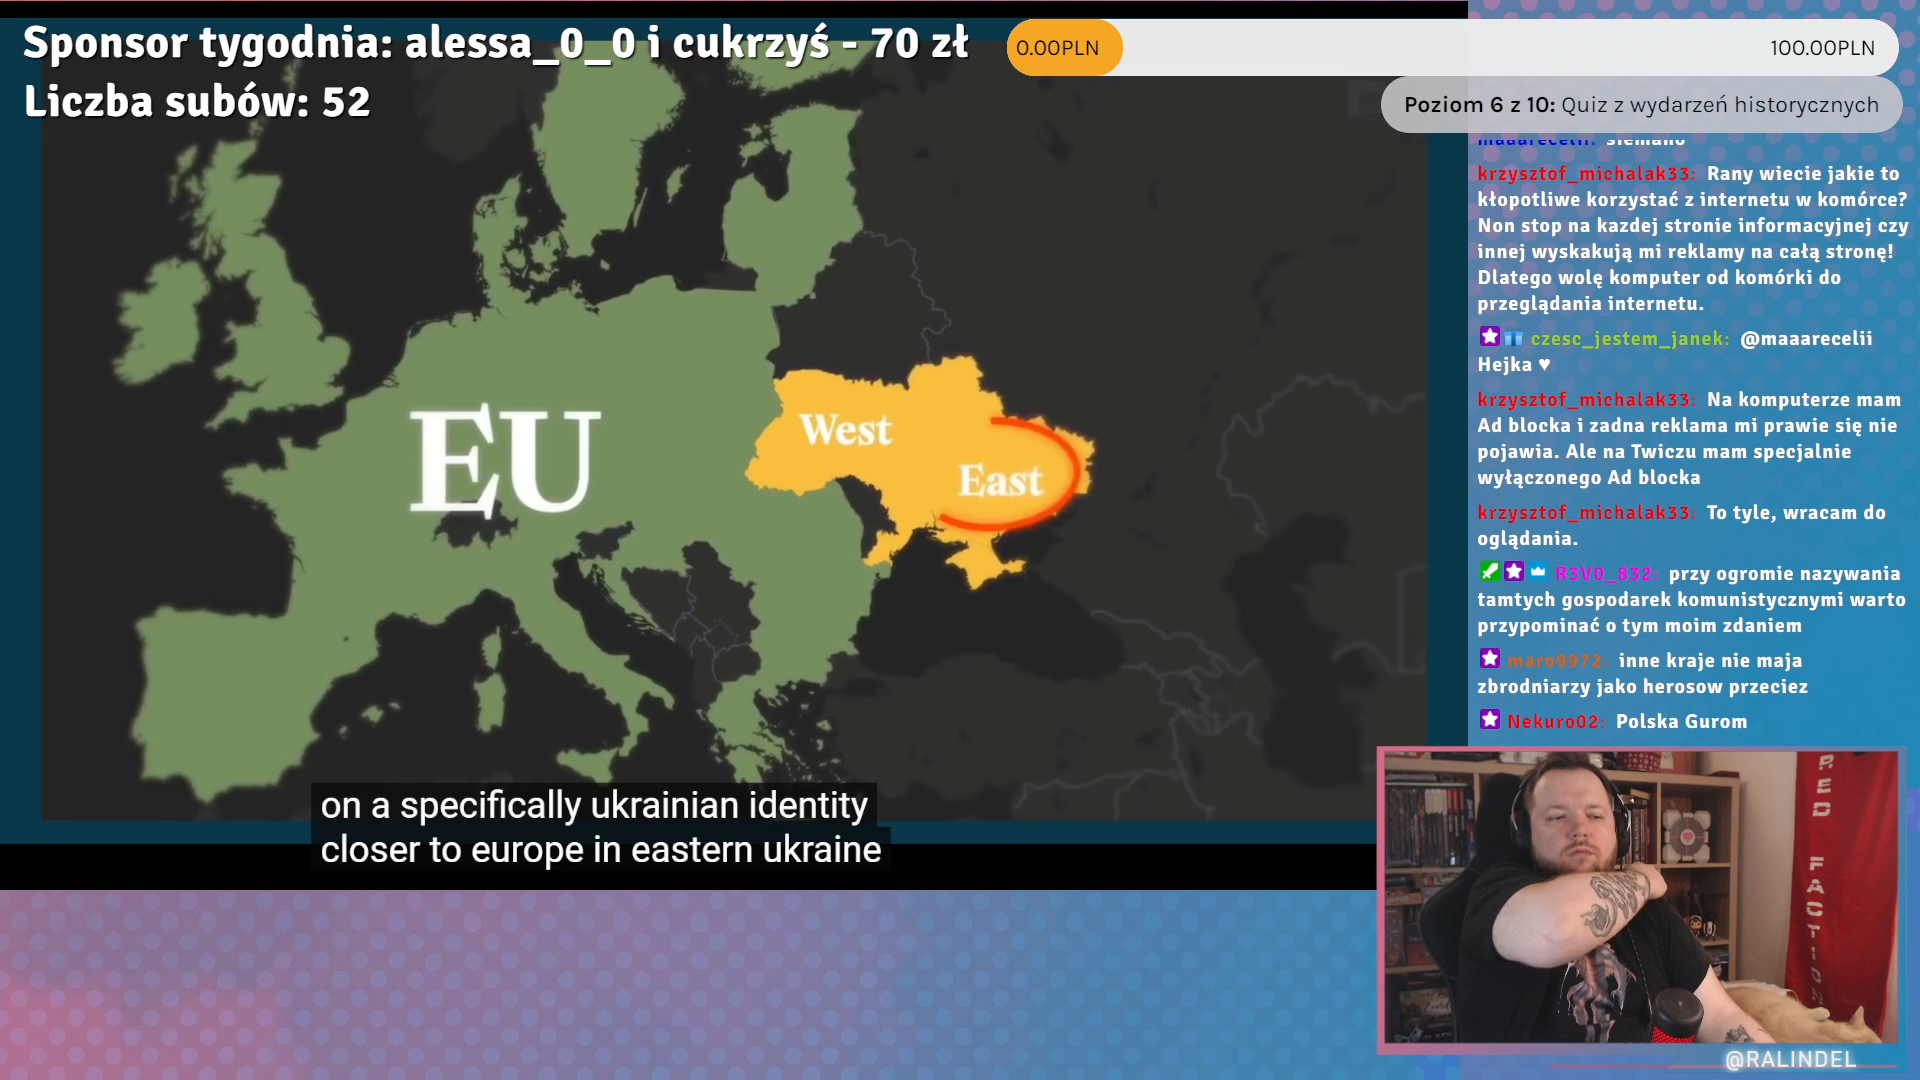 Sponsor tygodnia: alessa_0_0 i cukrzyś - 70 zł
Liczba subów: 52
0.00PLN
100.00PLN
Poziom 6 z 10: Quiz z wydarzeń historycznych
EU
West
East
on a specifically ukrainian identity
closer to europe in eastern ukraine
maaarecelii: siemano
krzysztof_michalak33: Rany wiecie jakie to
kłopotliwe korzystać z internetu w komórce?
Non stop na kazdej stronie informacyjnej czy
innej wyskakują mi reklamy na całą stronę!
Dlatego wolę komputer od komórki do
przeglądania internetu.
czesc_jestem_janek: @maaarecelii
Hejka ♥
krzysztof_michalak33: Na komputerze mam
Ad blocka i zadna reklama mi prawie się nie
pojawia. Ale na Twiczu mam specjalnie
wyłączonego Ad blocka
krzysztof_michalak33: To tyle, wracam do
oglądania.
R3V0_832: przy ogromie nazywania
tamtych gospodarek komunistycznymi warto
przypominać o tym moim zdaniem
maro9972: inne kraje nie maja
zbrodniarzy jako herosow przeciez
Nekuro02: Polska Gurom
RED FACTION
@RALINDEL